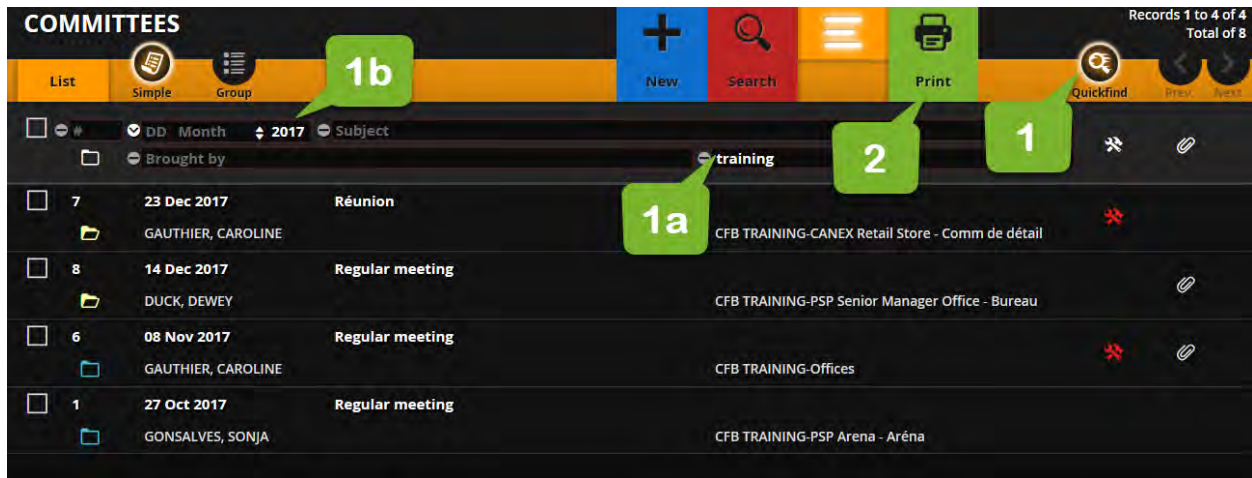 COMMITTEES
Records 1 to 4 of 4
Total of 8
List
Simple
Group
1b
New
Search
Print
2
Quickfind
1
Prev
Next
# DD Month 2017 Subject
Brought by training
1a
7 23 Dec 2017 Réunion
GAUTHIER, CAROLINE CFB TRAINING-CANEX Retail Store - Comm de détail
8 14 Dec 2017 Regular meeting
DUCK, DEWEY CFB TRAINING-PSP Senior Manager Office - Bureau
6 08 Nov 2017 Regular meeting
GAUTHIER, CAROLINE CFB TRAINING-Offices
1 27 Oct 2017 Regular meeting
GONSALVES, SONJA CFB TRAINING-PSP Arena - Aréna